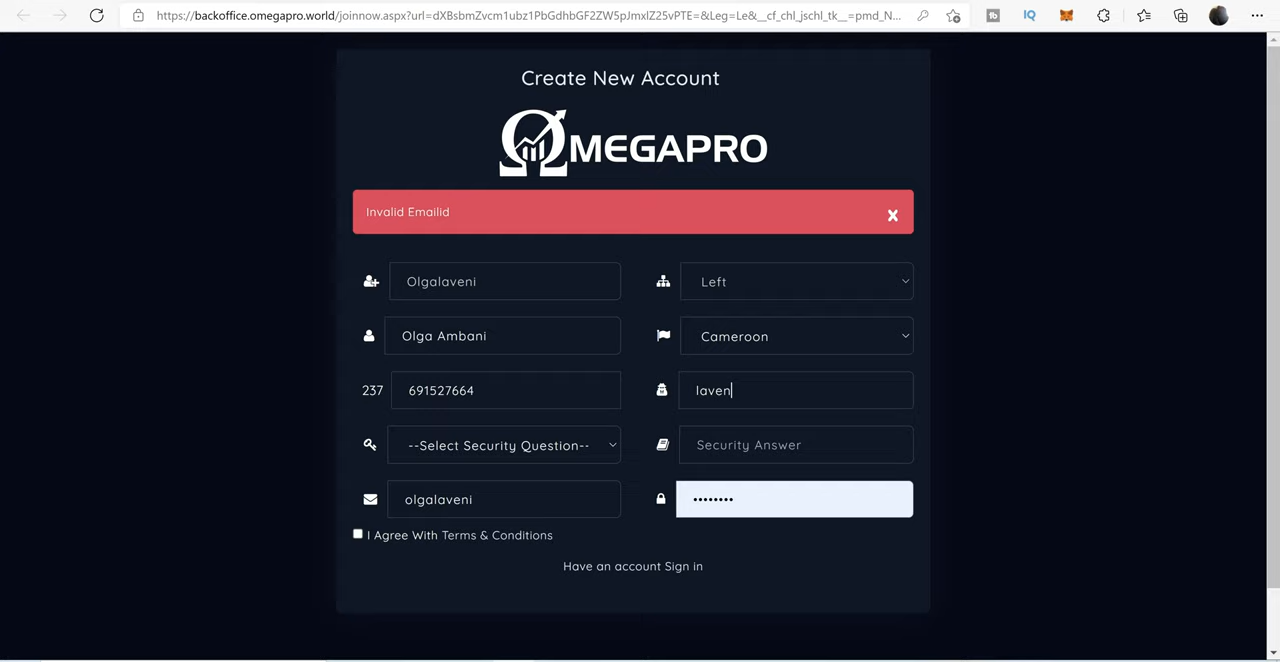 https://backoffice.omegapro.world/joinnow.aspx?url=dXBsbmZvcm1ubz1PbGdhbGF2ZW5pJmxlZ25vPTE=&Leg=Le&__cf_chl_jschl_tk__=pmd_N...
Create New Account
ΩMEGAPRO
Invalid Emailid x
Olgalaveni Left
Olga Ambani Cameroon
237 691527664 laven
--Select Security Question-- Security Answer
olgalaveni ••••••••
I Agree With Terms & Conditions
Have an account Sign in